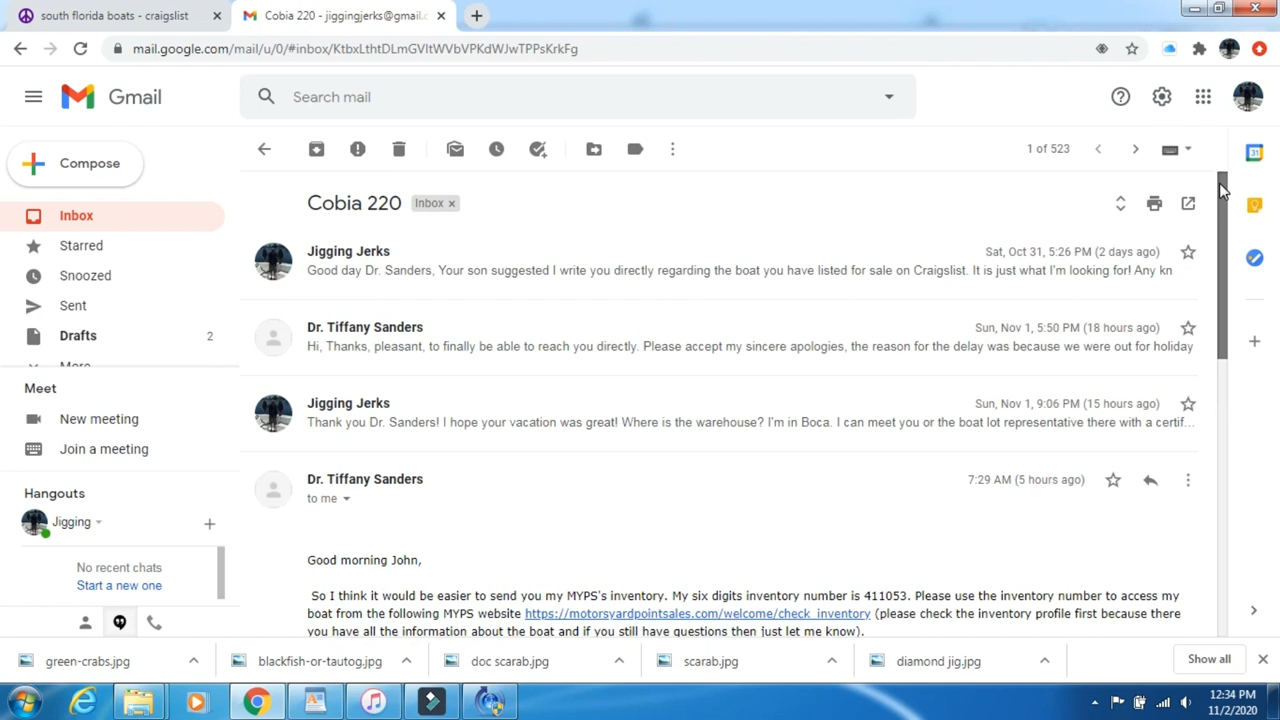 south florida boats - craigslist
Cobia 220 - jiggingjerks@gmail.c
mail.google.com/mail/u/0/#inbox/KtbxLthtDLmGVltWVbVPKdWJwTPPsKrkFg
Gmail
Search mail
Compose
1 of 523
Inbox
Starred
Snoozed
Sent
Drafts 2
More
Meet
New meeting
Join a meeting
Hangouts
Jigging
No recent chats
Start a new one
Cobia 220 Inbox x
Jigging Jerks Sat, Oct 31, 5:26 PM (2 days ago)
Good day Dr. Sanders, Your son suggested I write you directly regarding the boat you have listed for sale on Craigslist. It is just what I'm looking for! Any kn
Dr. Tiffany Sanders Sun, Nov 1, 5:50 PM (18 hours ago)
Hi, Thanks, pleasant, to finally be able to reach you directly. Please accept my sincere apologies, the reason for the delay was because we were out for holiday
Jigging Jerks Sun, Nov 1, 9:06 PM (15 hours ago)
Thank you Dr. Sanders! I hope your vacation was great! Where is the warehouse? I'm in Boca. I can meet you or the boat lot representative there with a certif...
Dr. Tiffany Sanders 7:29 AM (5 hours ago)
to me
Good morning John,
So I think it would be easier to send you my MYPS's inventory. My six digits inventory number is 411053. Please use the inventory number to access my
boat from the following MYPS website https://motorsyardpointsales.com/welcome/check_inventory (please check the inventory profile first because there
you have all the information about the boat and if you still have questions then just let me know).
green-crabs.jpg
blackfish-or-tautog.jpg
doc scarab.jpg
scarab.jpg
diamond jig.jpg
Show all
12:34 PM
11/2/2020
31